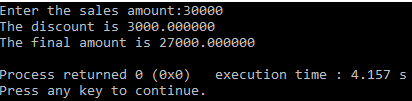 Enter the sales amount:30000
The discount is 3000.000000
The final amount is 27000.000000
Process returned 0 (0x0)   execution time : 4.157 s
Press any key to continue.